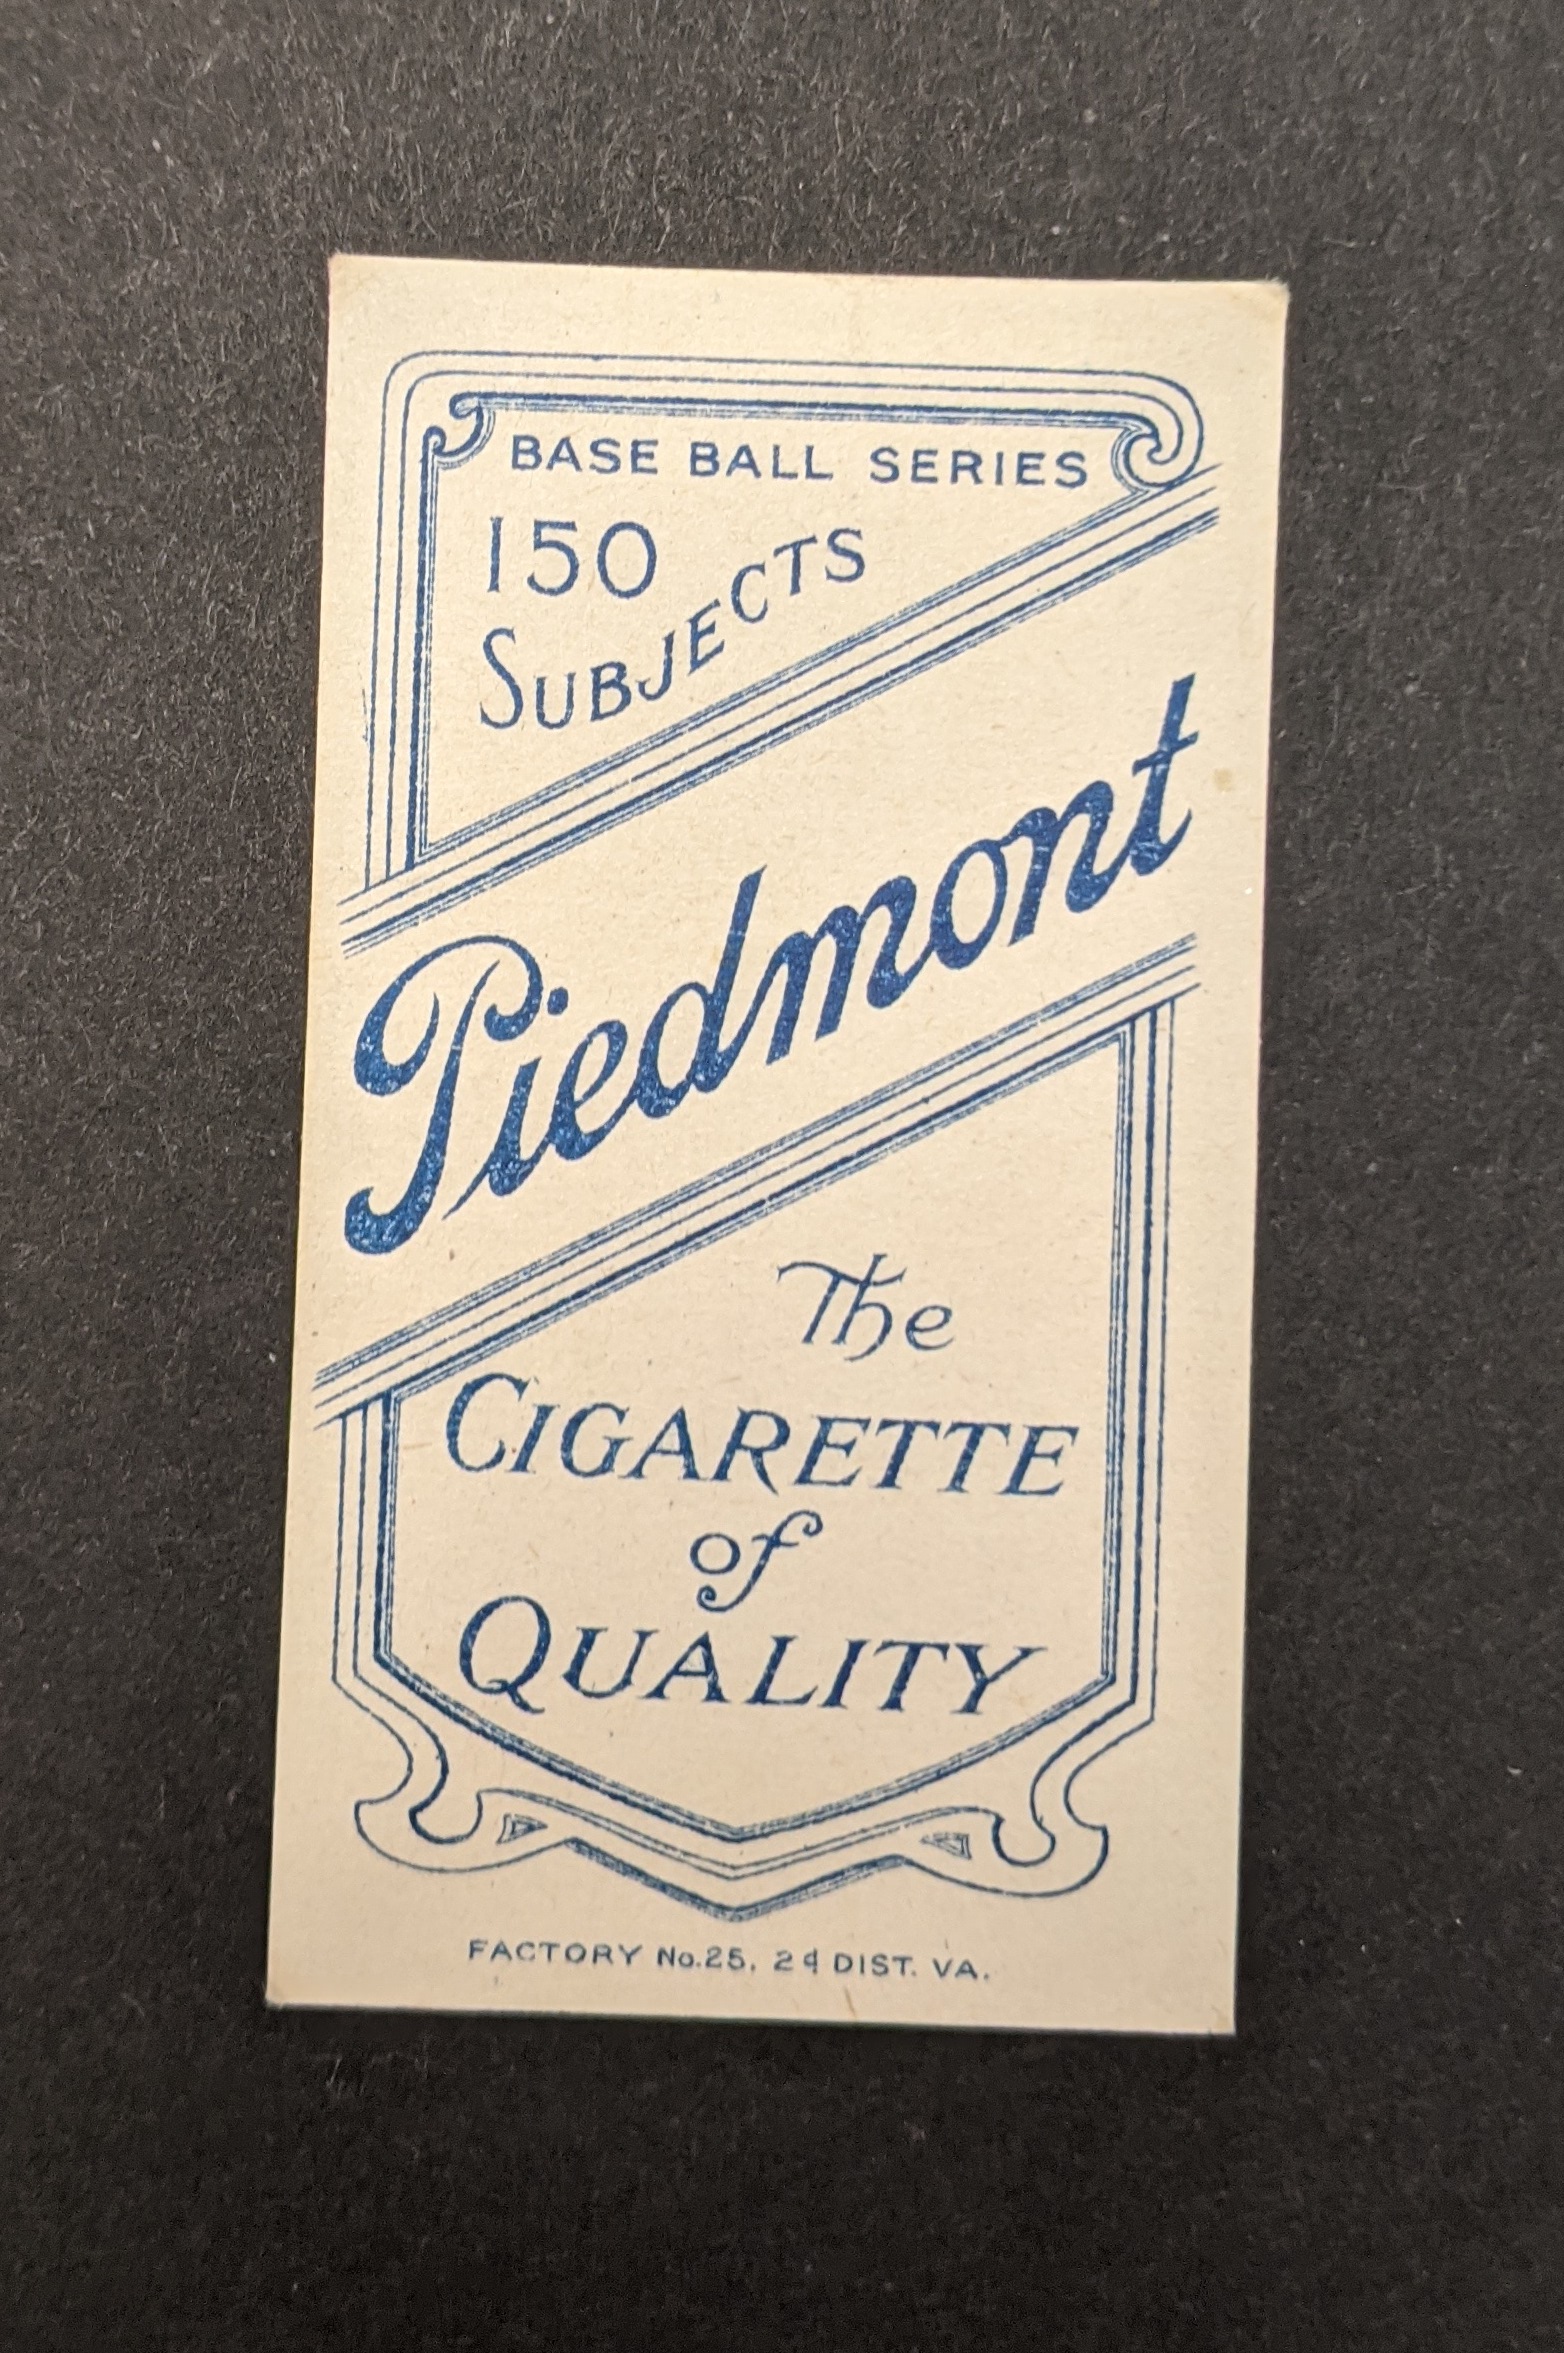 BASE BALL SERIES
150
SUBJECTS
Piedmont
The
CIGARETTE
of
QUALITY
FACTORY No. 25, 2d DIST. VA.